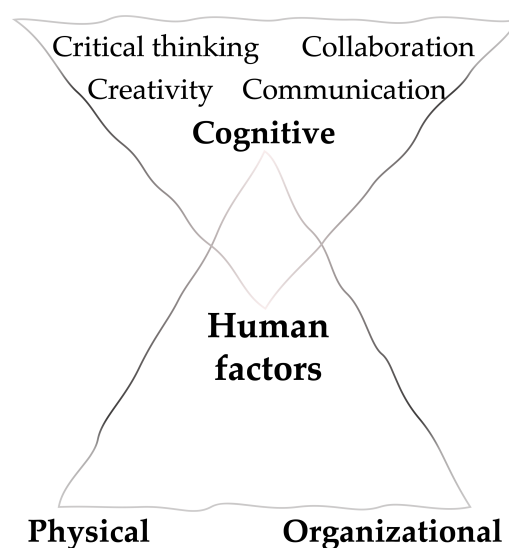 Critical thinking Collaboration
Creativity Communication
Cognitive
Human
factors
Physical Organizational